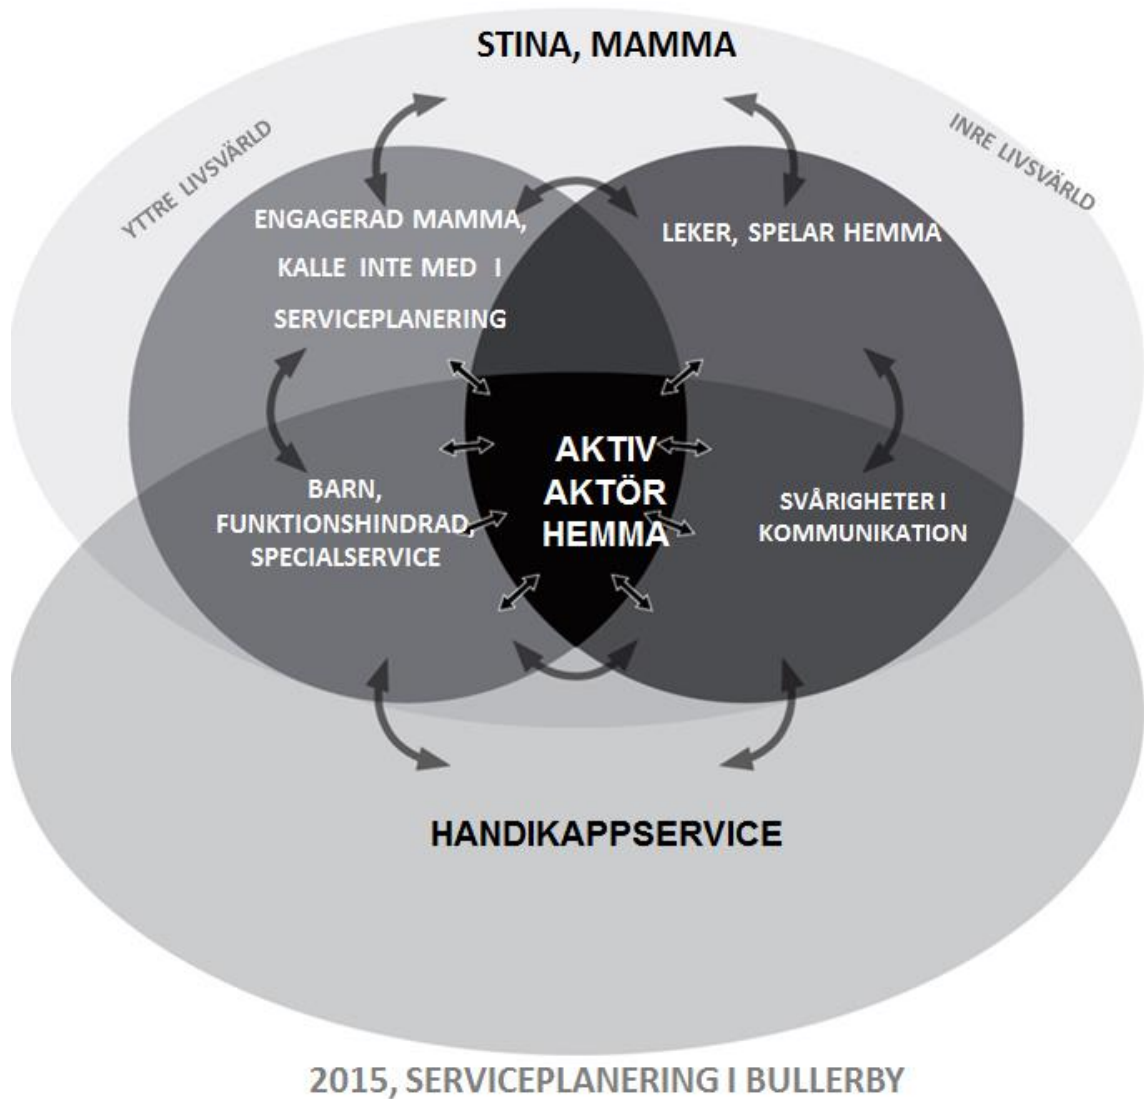 STINA, MAMMA
YTTRE LIVSVÄRLD
INRE LIVSVÄRLD
ENGAGERAD MAMMA,
KALLE INTE MED I
SERVICEPLANERING
LEKER, SPELAR HEMMA
AKTIV
AKTÖR
HEMMA
BARN,
FUNKTIONSHINDRAD,
SPECIALSERVICE
SVÅRIGHETER I
KOMMUNIKATION
HANDIKAPPSERVICE
2015, SERVICEPLANERING I BULLERBY